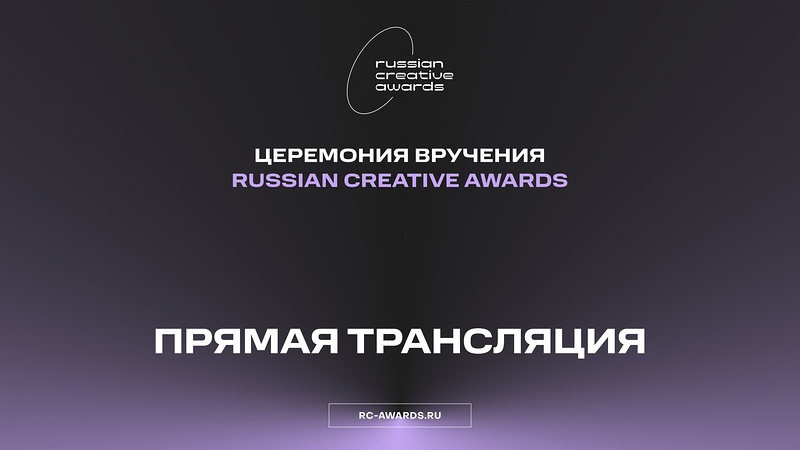 russian
creative
awards
ЦЕРЕМОНИЯ ВРУЧЕНИЯ
RUSSIAN CREATIVE AWARDS
ПРЯМАЯ ТРАНСЛЯЦИЯ
RC-AWARDS.RU